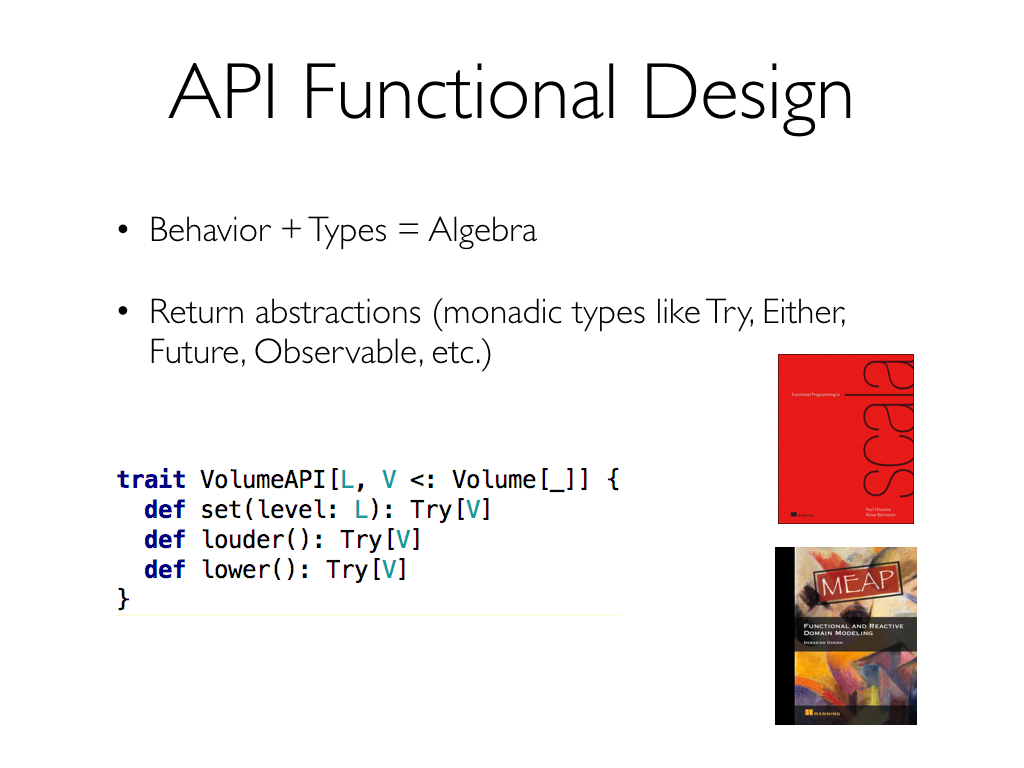 API Functional Design
• Behavior + Types = Algebra
• Return abstractions (monadic types like Try, Either,
Future, Observable, etc.)
trait VolumeAPI[L, V <: Volume[_]] {
def set(level: L): Try[V]
def louder(): Try[V]
def lower(): Try[V]
}
Functional Programming in
scala
Paul Chiusano
Rúnar Bjarnason
MANNING
MEAP
FUNCTIONAL AND REACTIVE
DOMAIN MODELING
DEBASISH GHOSH
MANNING